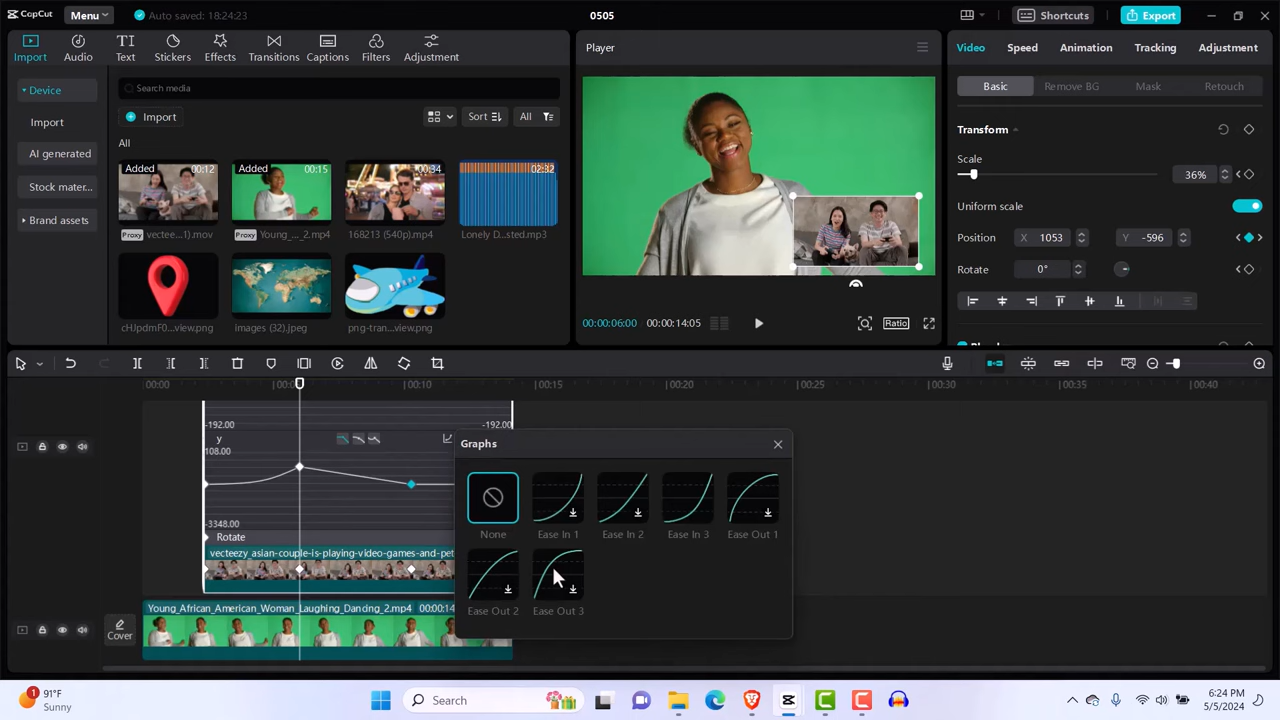 CapCut
Menu
Auto saved: 18:24:23
0505
Shortcuts
Export
Import
Audio
Text
Stickers
Effects
Transitions
Captions
Filters
Adjustment
Device
Import
AI generated
Stock mater...
Brand assets
Search media
Import
Sort
All
All
Added
00:12
Added
00:15
00:34
02:32
Proxy
vectee...1).mov
Proxy
Young_..._2.mp4
168213 (540p).mp4
Lonely D...sted.mp3
cHJpdmF0...view.png
images (32).jpeg
png-tran...view.png
Player
00:00:06:00
00:00:14:05
Ratio
Video
Speed
Animation
Tracking
Adjustment
Basic
Remove BG
Mask
Retouch
Transform
Scale
36%
Uniform scale
Position
X 1053
Y -596
Rotate
0°
00:00
00:10
00:15
00:20
00:25
00:30
00:35
00:40
-192.00
-192.00
y
108.00
-3348.00
Rotate
vecteezy_asian-couple-is-playing-video-games-and-pet
Cover
Young_African_American_Woman_Laughing_Dancing_2.mp4
00:00:14
Graphs
None
Ease In 1
Ease In 2
Ease In 3
Ease Out 1
Ease Out 2
Ease Out 3
1
91°F
Sunny
Search
6:24 PM
5/5/2024